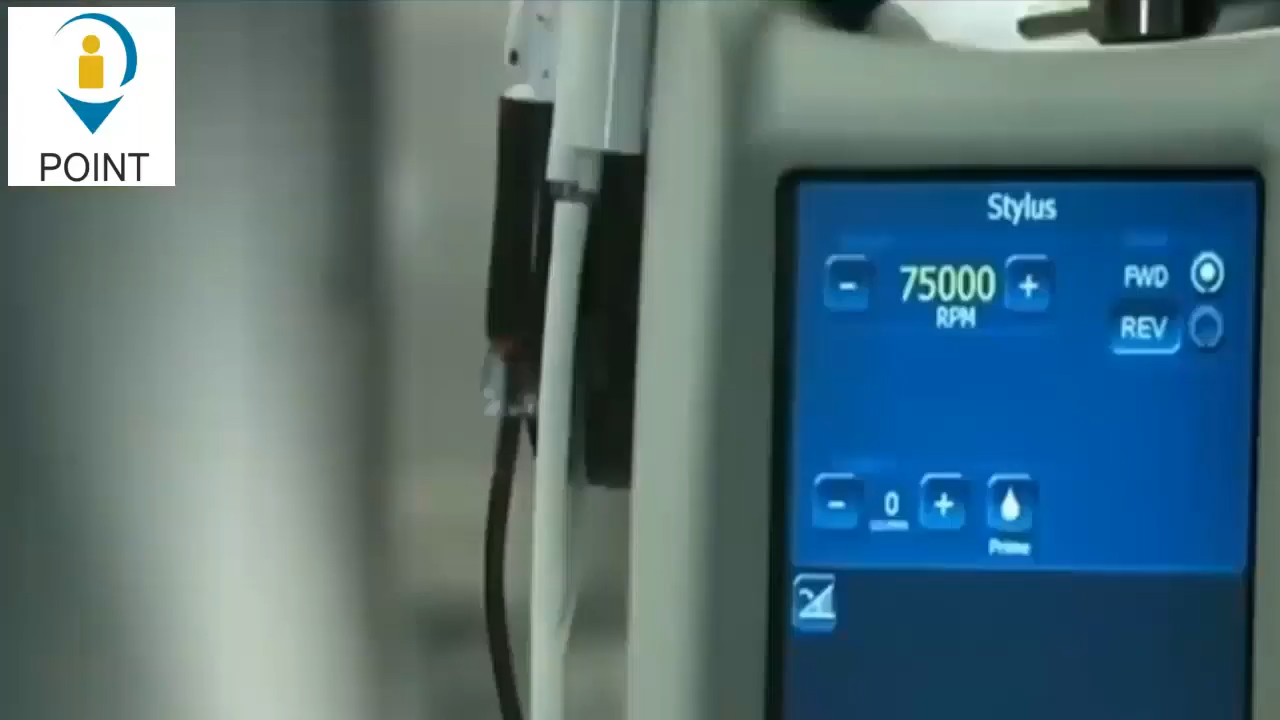 POINT
Stylus
- 75000 +
RPM
FWD
REV
- 0 +
Prime